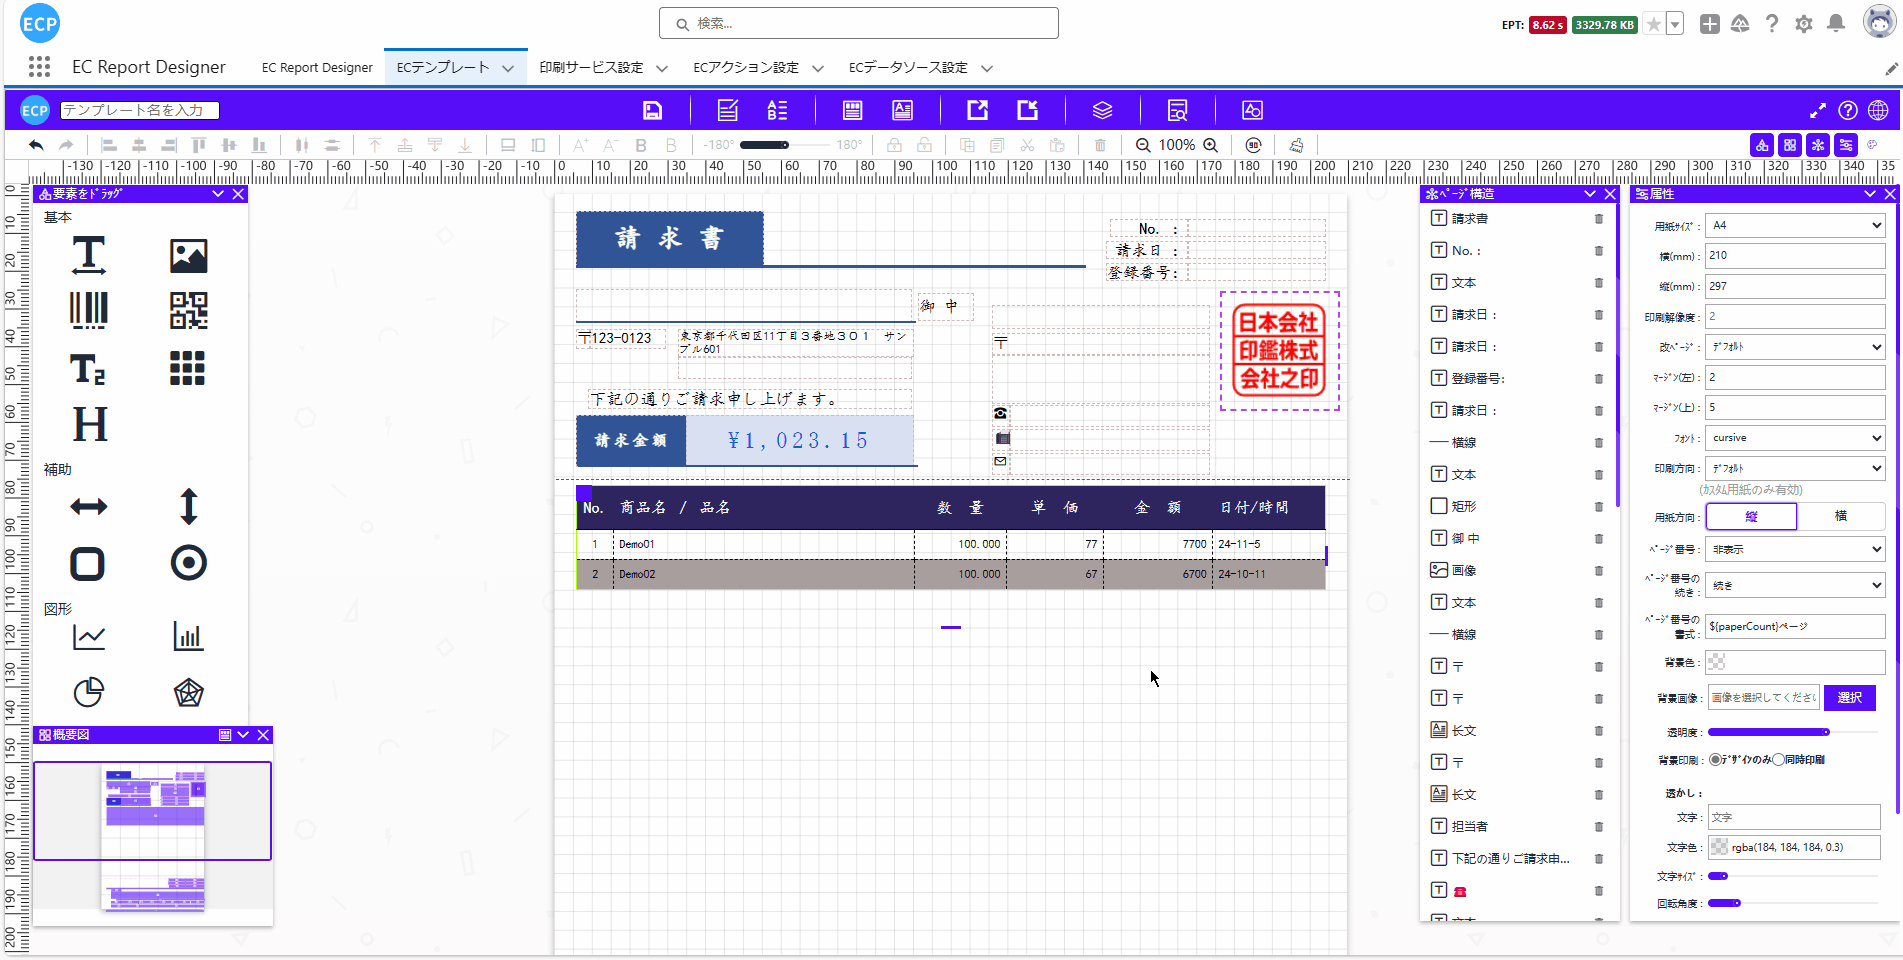 ECP
検索...
EPT: 8.62 s 3329.78 KB
EC Report Designer
EC Report Designer
ECテンプレート
印刷サービス設定
ECアクション設定
ECデータソース設定
ECP
テンプレート名を入力
-180° 180°
100%
90
-130 -120 -110 -100 -90 -80 -70 -60 -50 -40 -30 -20 -10 0 10 20 30 40 50 60 70 80 90 100 110 120 130 140 150 160 170 180 190 200 210 220 230 240 250 260 270 280 290 300 310 320 330 340 35
0 10 20 30 40 50 60 70 80 90 100 110 120 130 140 150 160 170 180 190 200
要素をドラッグ
基本
補助
図形
概要図
請 求 書
No. :
請求日 :
登録番号:
御 中
〒123-0123
東京都千代田区11丁目3番地301 サン
プル601
〒
日本会社
印鑑株式
会社之印
下記の通りご請求申し上げます。
請求金額
¥1,023.15
No. 商品名 / 品名 数 量 単 価 金 額 日付/時間
1 Demo01 100.000 77 7700 24-11-5
2 Demo02 100.000 67 6700 24-10-11
ページ構造
請求書
No. :
文本
請求日 :
請求日 :
登録番号:
請求日 :
横線
文本
矩形
御 中
画像
文本
横線
〒
〒
长文
〒
长文
担当者
下記の通りご請求申...
文本
属性
用紙サイズ : A4
横(mm) : 210
縦(mm) : 297
印刷解像度 : 2
改ページ : デフォルト
マージン(左) : 2
マージン(上) : 5
フォント : cursive
印刷方向 : デフォルト
(カスタム用紙のみ有効)
用紙方向 : 縦 横
ページ番号 : 非表示
ページ番号の
続き : 続き
ページ番号の
書式 : ${paperCount}ページ
背景色 :
背景画像 : 画像を選択してください 選択
透明度 :
背景印刷 : デザインのみ 同時印刷
透かし :
文字 : 文字
文字色 : rgba(184, 184, 184, 0.3)
文字サイズ :
回転角度 :